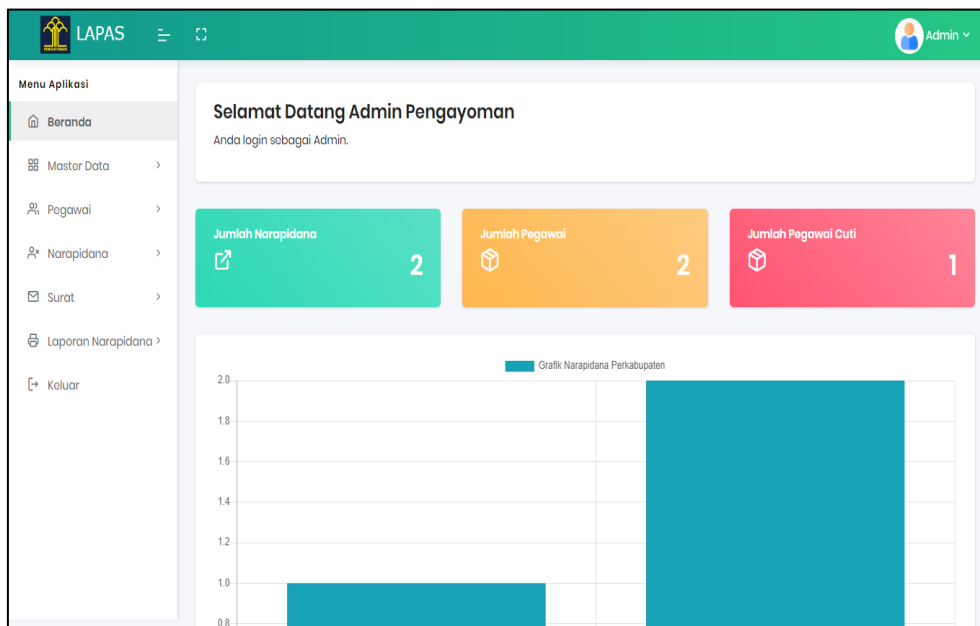 LAPAS
Admin
Menu Aplikasi
Beranda
Master Data
Pegawai
Narapidana
Surat
Laporan Narapidana
Keluar
Selamat Datang Admin Pengayoman
Anda login sebagai Admin.
Jumlah Narapidana
2
Jumlah Pegawai
2
Jumlah Pegawai Cuti
1
Grafik Narapidana Perkabupaten
2.0
1.8
1.6
1.4
1.2
1.0
0.8